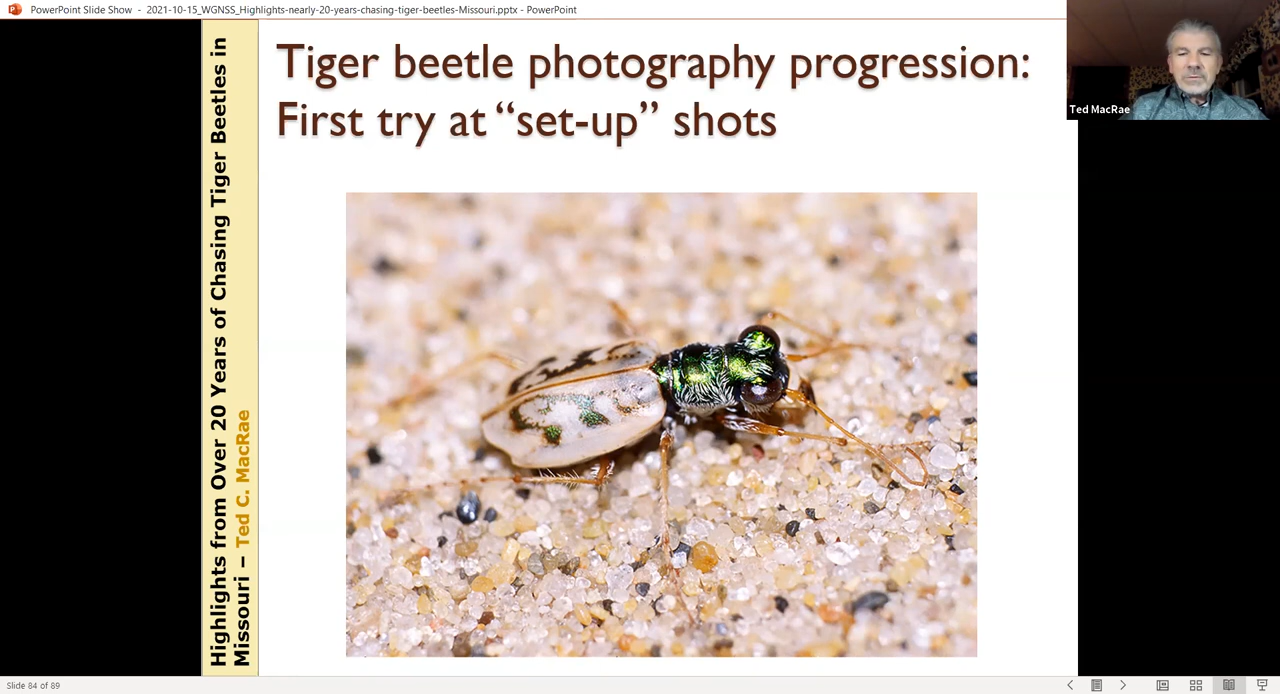 PowerPoint Slide Show - 2021-10-15_WGNSS_Highlights-nearly-20-years-chasing-tiger-beetles-Missouri.pptx - PowerPoint
Ted MacRae
Highlights from Over 20 Years of Chasing Tiger Beetles in
Missouri – Ted C. MacRae
Tiger beetle photography progression:
First try at “set-up” shots
Slide 84 of 89